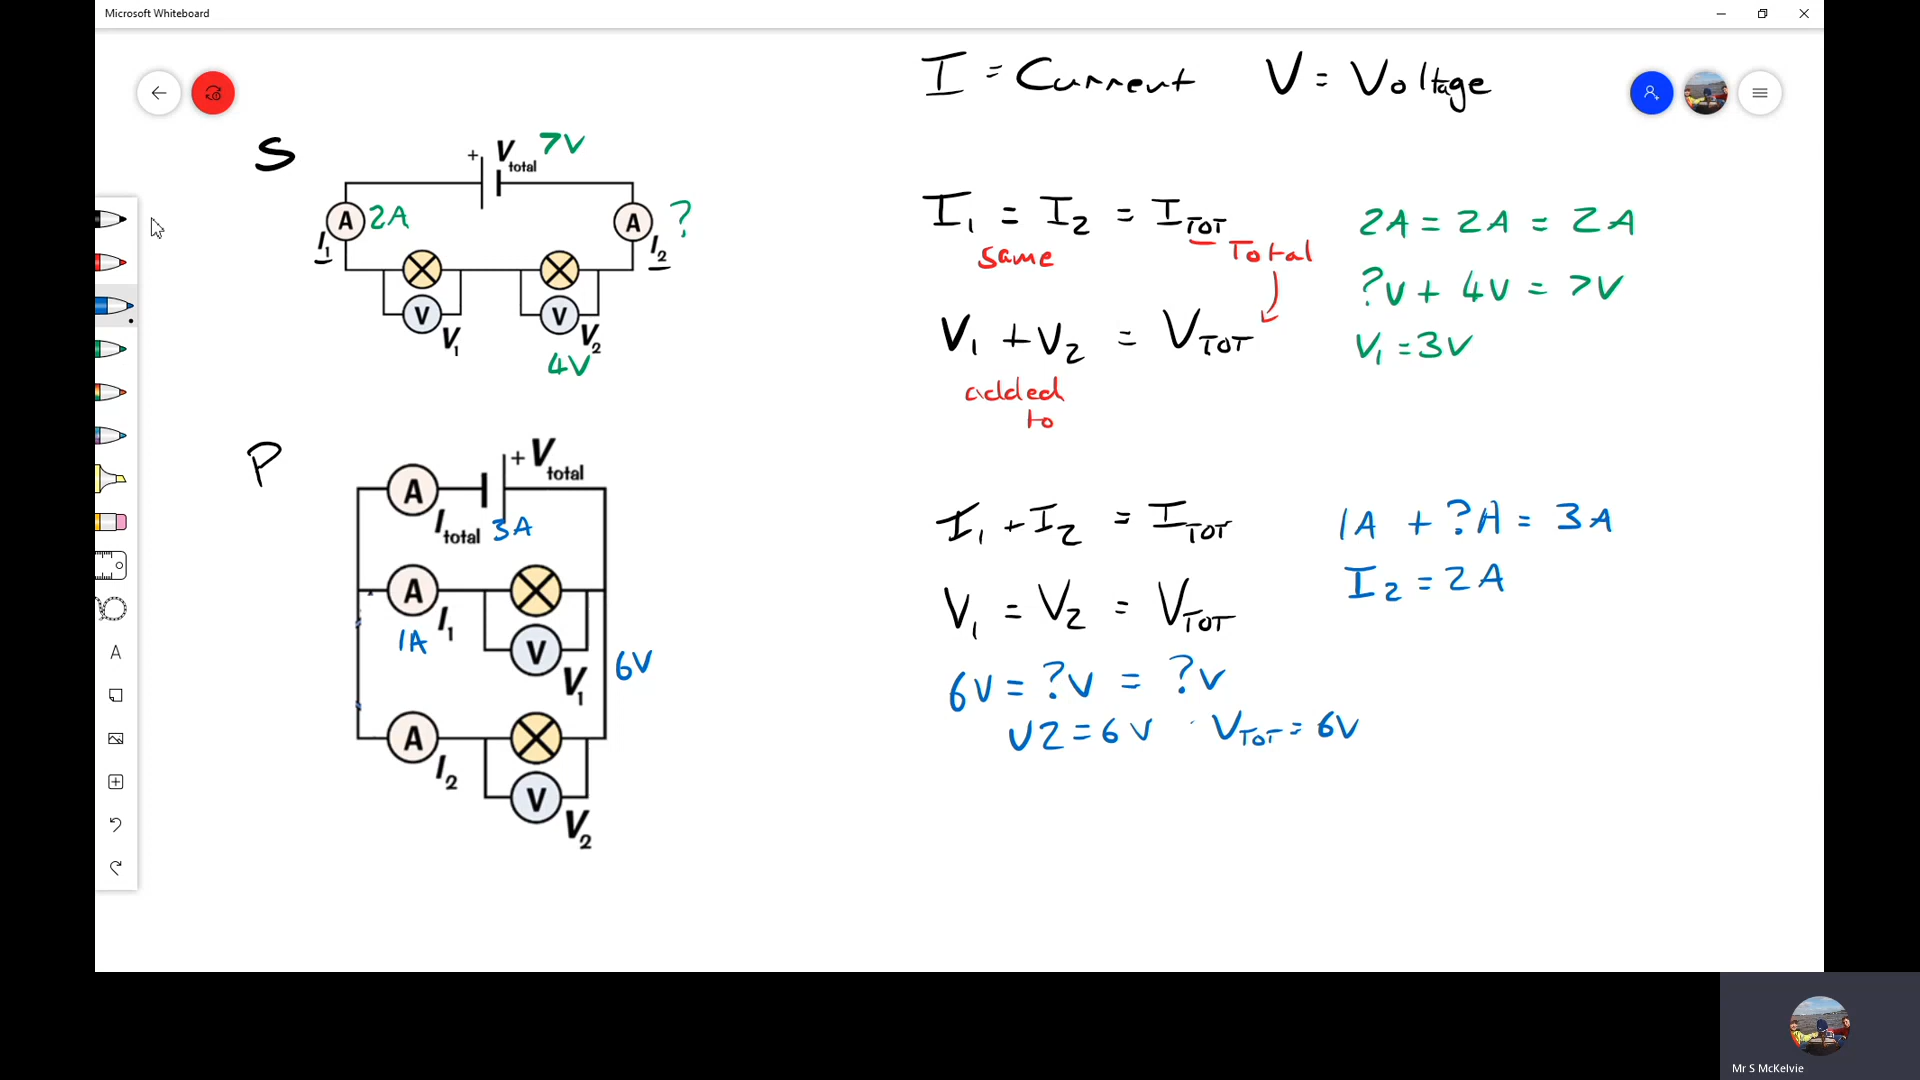 Microsoft Whiteboard
I = Current V = Voltage
S
+ V total 7V
A 2A
A ?
I1
I2
V V1
V V2
4V
I1 = I2 = ITOT
same
Total
2A = 2A = 2A
?V + 4V = 7V
V1 = 3V
V1 + V2 = VTOT
added
to
P
+ V total
A
I total 3A
A I1
1A
V V1
6V
A I2
V V2
I1 + I2 = ITOT
1A + ?A = 3A
I2 = 2A
V1 = V2 = VTOT
6V = ?V = ?V
V2 = 6V VTOT = 6V
A
Mr S McKelvie